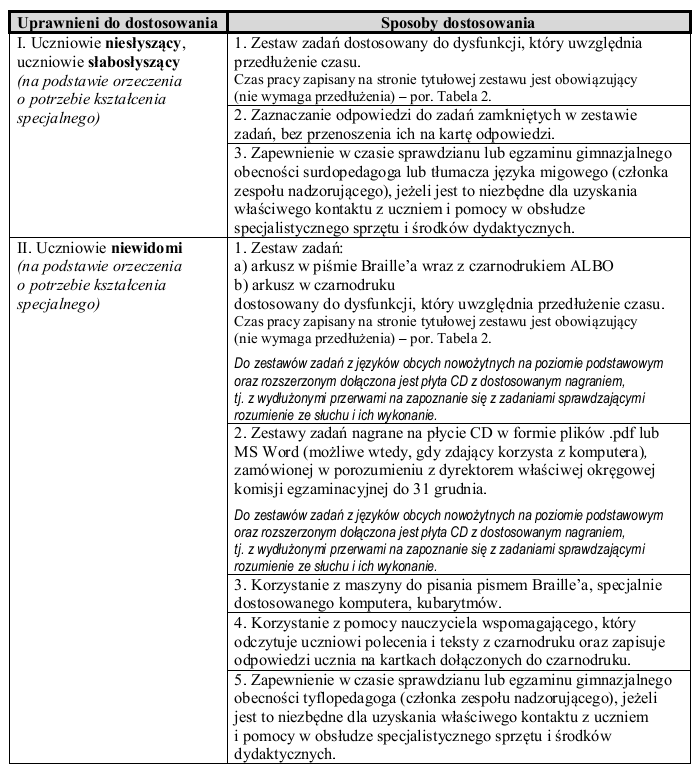 Uprawnieni do dostosowania
Sposoby dostosowania
I. Uczniowie niesłyszący,
uczniowie słabosłyszący
(na podstawie orzeczenia
o potrzebie kształcenia
specjalnego)
1. Zestaw zadań dostosowany do dysfunkcji, który uwzględnia
przedłużenie czasu.
Czas pracy zapisany na stronie tytułowej zestawu jest obowiązujący
(nie wymaga przedłużenia) – por. Tabela 2.
2. Zaznaczanie odpowiedzi do zadań zamkniętych w zestawie
zadań, bez przenoszenia ich na kartę odpowiedzi.
3. Zapewnienie w czasie sprawdzianu lub egzaminu gimnazjalnego
obecności surdopedagoga lub tłumacza języka migowego (członka
zespołu nadzorującego), jeżeli jest to niezbędne dla uzyskania
właściwego kontaktu z uczniem i pomocy w obsłudze
specjalistycznego sprzętu i środków dydaktycznych.
II. Uczniowie niewidomi
(na podstawie orzeczenia
o potrzebie kształcenia
specjalnego)
1. Zestaw zadań:
a) arkusz w piśmie Braille’a wraz z czarnodrukiem ALBO
b) arkusz w czarnodruku
dostosowany do dysfunkcji, który uwzględnia przedłużenie czasu.
Czas pracy zapisany na stronie tytułowej zestawu jest obowiązujący
(nie wymaga przedłużenia) – por. Tabela 2.
Do zestawów zadań z języków obcych nowożytnych na poziomie podstawowym
oraz rozszerzonym dołączona jest płyta CD z dostosowanym nagraniem,
tj. z wydłużonymi przerwami na zapoznanie się z zadaniami sprawdzającymi
rozumienie ze słuchu i ich wykonanie.
2. Zestawy zadań nagrane na płycie CD w formie plików .pdf lub
MS Word (możliwe wtedy, gdy zdający korzysta z komputera),
zamówionej w porozumieniu z dyrektorem właściwej okręgowej
komisji egzaminacyjnej do 31 grudnia.
Do zestawów zadań z języków obcych nowożytnych na poziomie podstawowym
oraz rozszerzonym dołączona jest płyta CD z dostosowanym nagraniem,
tj. z wydłużonymi przerwami na zapoznanie się z zadaniami sprawdzającymi
rozumienie ze słuchu i ich wykonanie.
3. Korzystanie z maszyny do pisania pismem Braille’a, specjalnie
dostosowanego komputera, kubarytmów.
4. Korzystanie z pomocy nauczyciela wspomagającego, który
odczytuje uczniowi polecenia i teksty z czarnodruku oraz zapisuje
odpowiedzi ucznia na kartkach dołączonych do czarnodruku.
5. Zapewnienie w czasie sprawdzianu lub egzaminu gimnazjalnego
obecności tyflopedagoga (członka zespołu nadzorującego), jeżeli
jest to niezbędne dla uzyskania właściwego kontaktu z uczniem
i pomocy w obsłudze specjalistycznego sprzętu i środków
dydaktycznych.